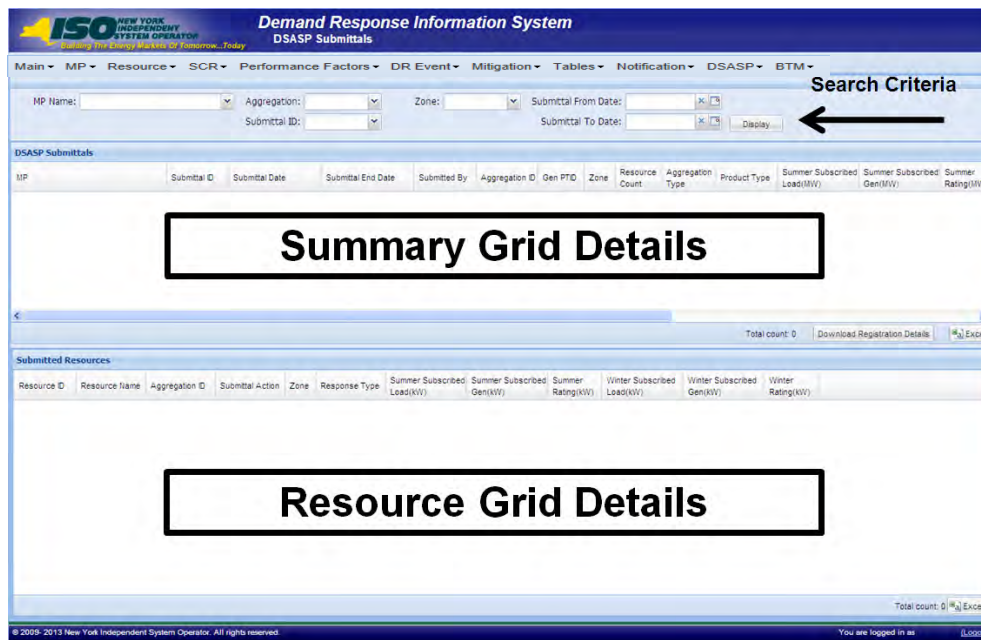 NEW YORK
ISO INDEPENDENT
SYSTEM OPERATOR
Building The Energy Markets Of Tomorrow...Today
Demand Response Information System
DSASP Submittals
Main MP Resource SCR Performance Factors DR Event Mitigation Tables Notification DSASP BTM
Search Criteria
MP Name: Aggregation: Zone: Submittal From Date:
Submittal ID: Submittal To Date: Display
DSASP Submittals
MP Submittal ID Submittal Date Submittal End Date Submitted By Aggregation ID Gen PTID Zone Resource Count Aggregation Type Product Type Summer Subscribed Load(MW) Summer Subscribed Gen(MW) Summer Rating(MW
Summary Grid Details
Total count: 0 Download Registration Details Exce
Submitted Resources
Resource ID Resource Name Aggregation ID Submittal Action Zone Response Type Summer Subscribed Load(kW) Summer Subscribed Gen(kW) Summer Rating(kW) Winter Subscribed Load(kW) Winter Subscribed Gen(kW) Winter Rating(kW)
Resource Grid Details
Total count: 0 Exce
© 2009- 2013 New York Independent System Operator. All rights reserved. You are logged in as (Logo